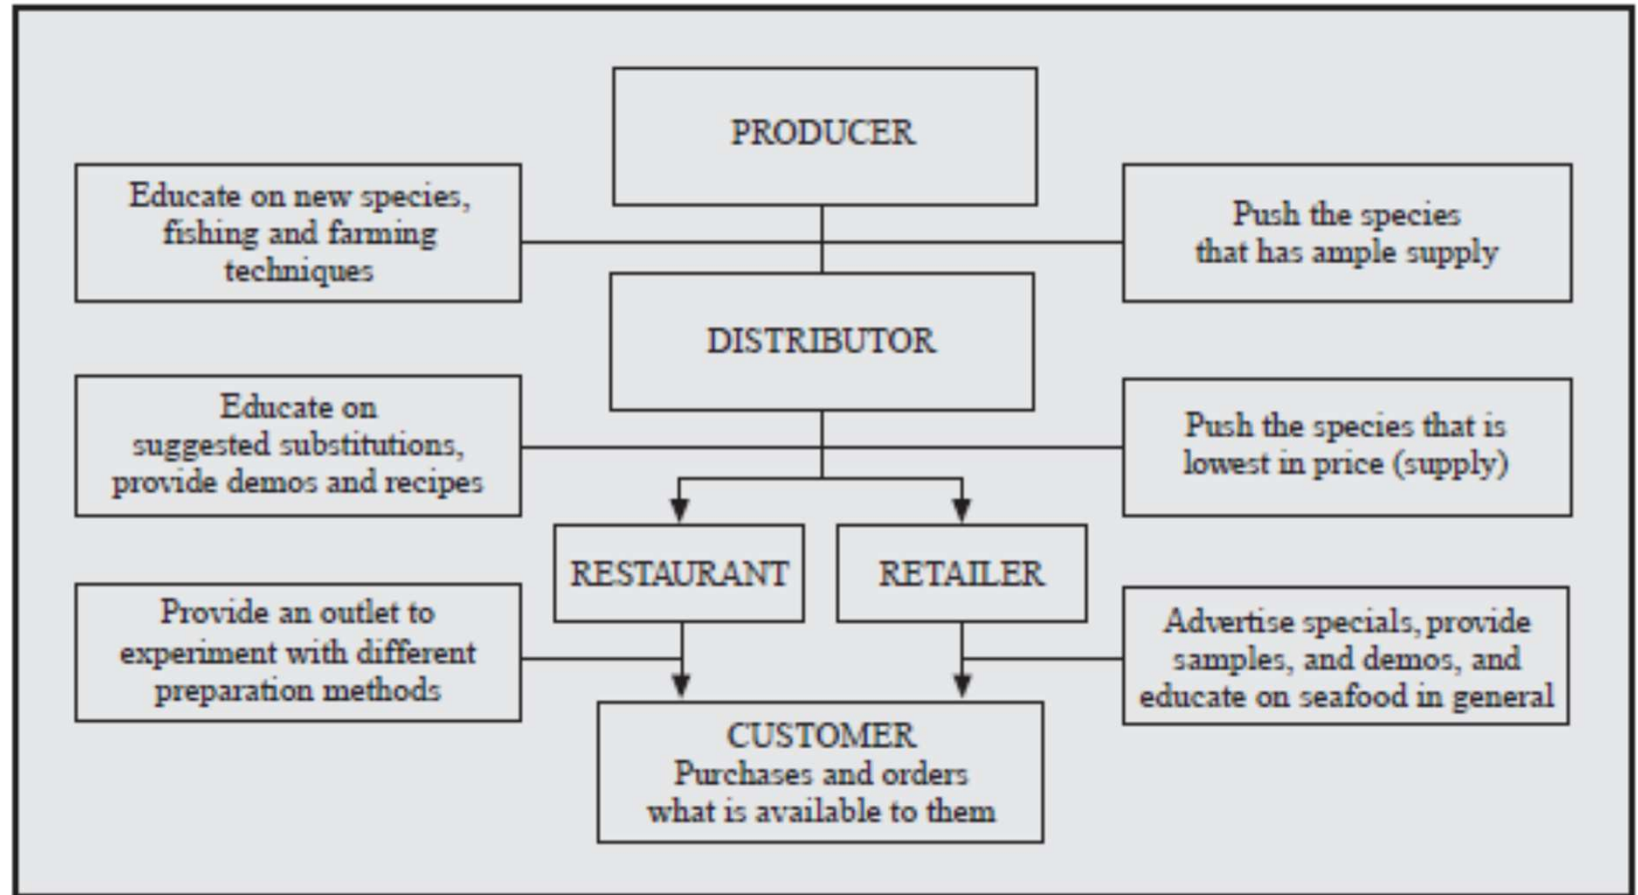 PRODUCER
Educate on new species,
fishing and farming
techniques
Push the species
that has ample supply
DISTRIBUTOR
Educate on
suggested substitutions,
provide demos and recipes
Push the species that is
lowest in price (supply)
RESTAURANT
RETAILER
Provide an outlet to
experiment with different
preparation methods
Advertise specials, provide
samples, and demos, and
educate on seafood in general
CUSTOMER
Purchases and orders
what is available to them